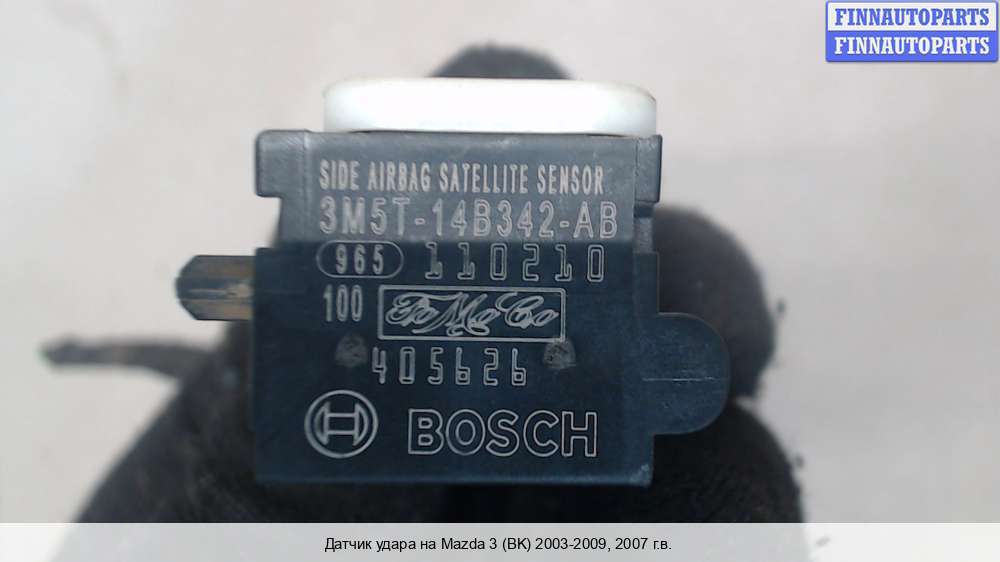 FINNAUTOPARTS
FINNAUTOPARTS
SIDE AIRBAG SATELLITE SENSOR
3M5T-14B342-AB
965 110210
100 FoMoCo
405626
BOSCH
Датчик удара на Mazda 3 (BK) 2003-2009, 2007 г.в.